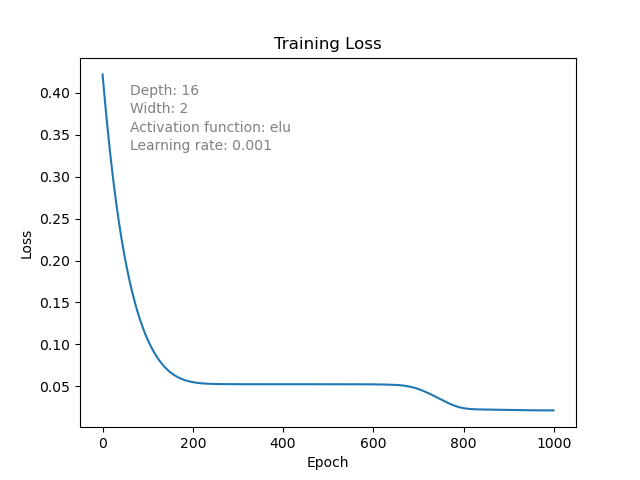 Training Loss
Depth: 16
Width: 2
Activation function: elu
Learning rate: 0.001
Loss
0.40
0.35
0.30
0.25
0.20
0.15
0.10
0.05
0 200 400 600 800 1000
Epoch